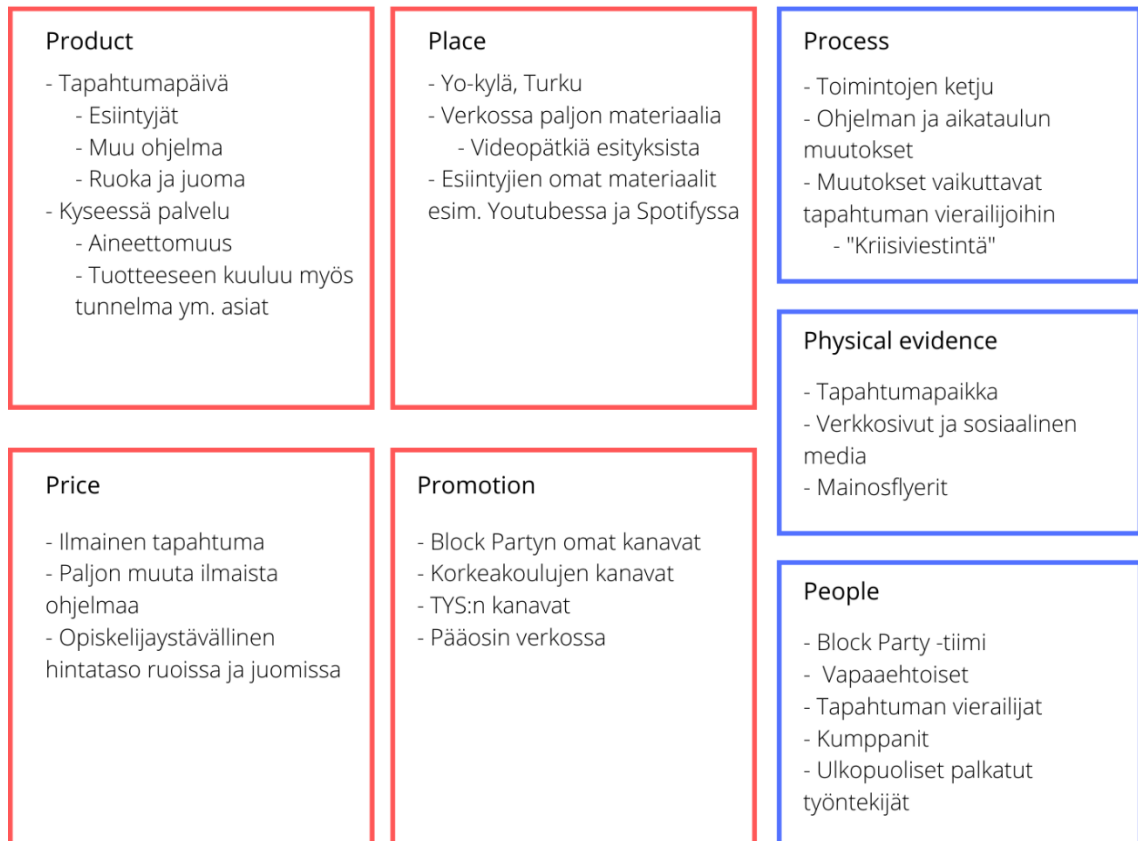 Product
- Tapahtumapäivä
- Esiintyjät
- Muu ohjelma
- Ruoka ja juoma
- Kyseessä palvelu
- Aineettomuus
- Tuotteeseen kuuluu myös
tunnelma ym. asiat
Place
- Yo-kylä, Turku
- Verkossa paljon materiaalia
- Videopätkiä esityksista
- Esiintyjien omat materiaalit
esim. Youtubessa ja Spotifyssa
Process
- Toimintojen ketju
- Ohjelman ja aikataulun
muutokset
- Muutokset vaikuttavat
tapahtuman vierailijoihin
- "Kriisiviestintä"
Physical evidence
- Tapahtumapaikka
- Verkkosivut ja sosiaalinen
media
- Mainosflyerit
Price
- Ilmainen tapahtuma
- Paljon muuta ilmaista
ohjelmaa
- Opiskelijaystävällinen
hintataso ruoissa ja juomissa
Promotion
- Block Partyn omat kanavat
- Korkeakoulujen kanavat
- TYS:n kanavat
- Pääosin verkossa
People
- Block Party -tiimi
- Vapaaehtoiset
- Tapahtuman vierailijat
- Kumppanit
- Ulkopuoliset palkatut
työntekijät